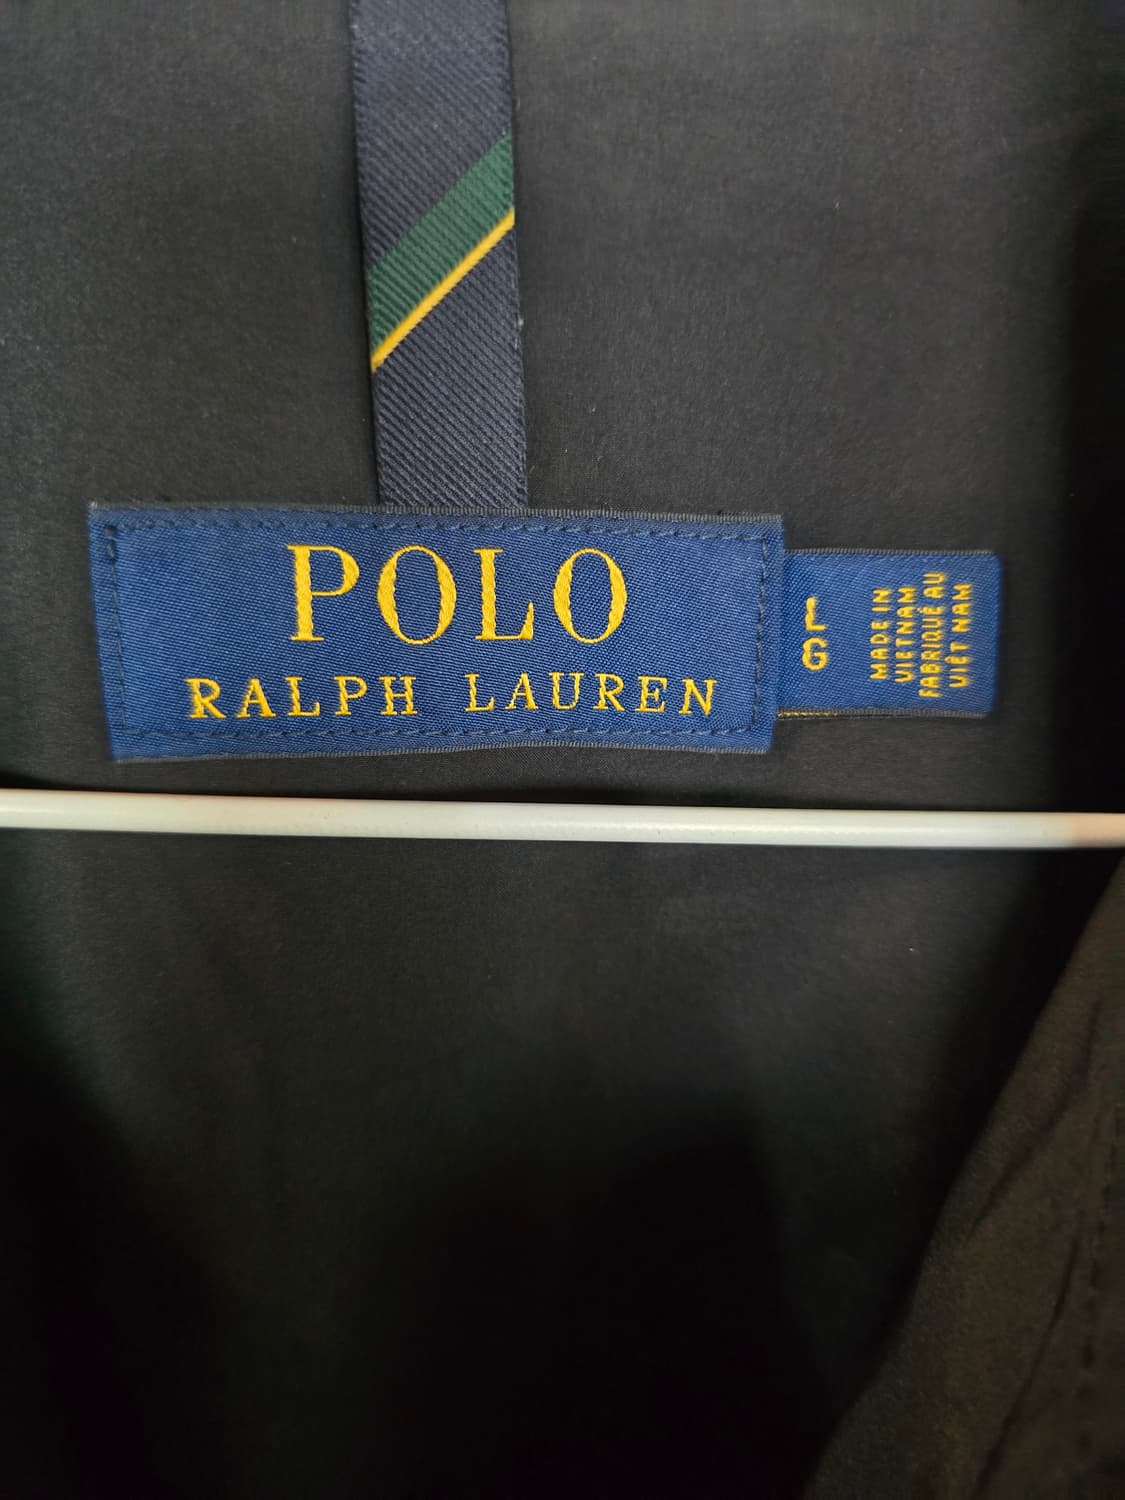 POLO
RALPH LAUREN
L
G
MADE IN
VIETNAM
FABRIQUÉ AU
VIÊT NAM